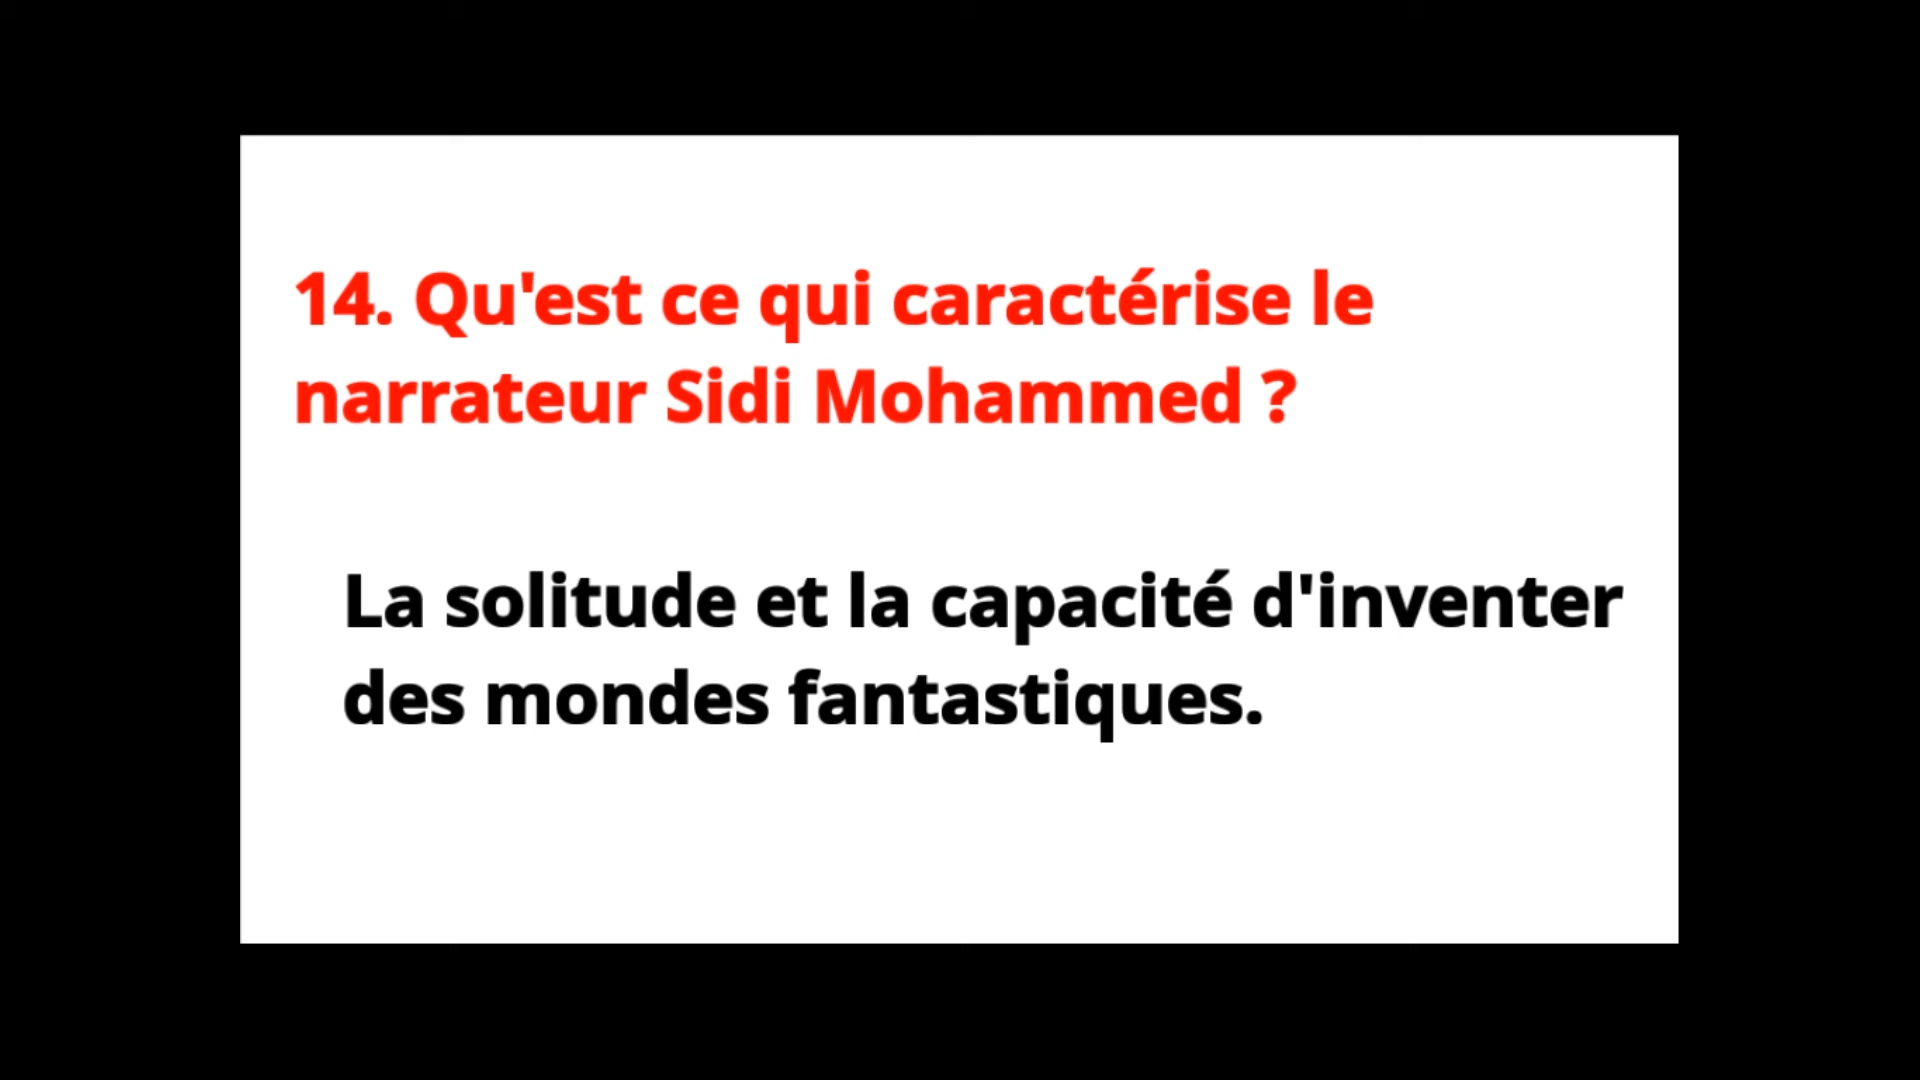 14. Qu'est ce qui caractérise le
narrateur Sidi Mohammed ?
La solitude et la capacité d'inventer
des mondes fantastiques.